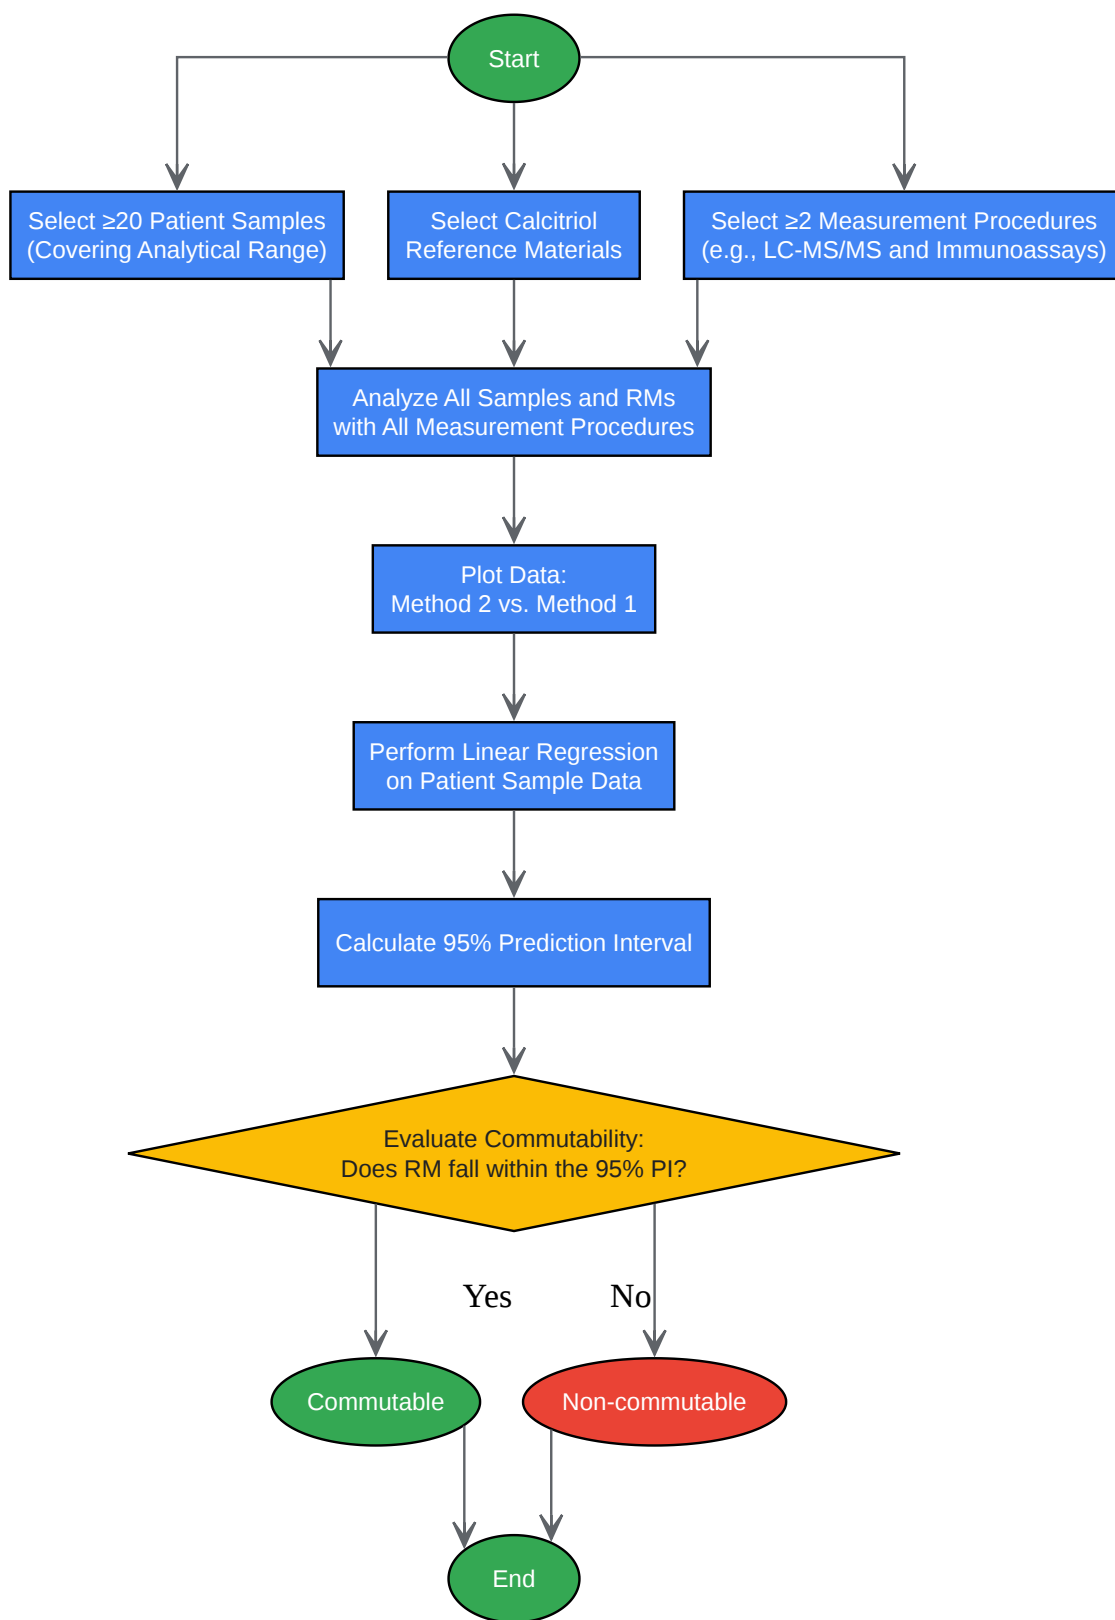 Start
Select ≥20 Patient Samples
(Covering Analytical Range)
Select Calcitriol
Reference Materials
Select ≥2 Measurement Procedures
(e.g., LC-MS/MS and Immunoassays)
Analyze All Samples and RMs
with All Measurement Procedures
Plot Data:
Method 2 vs. Method 1
Perform Linear Regression
on Patient Sample Data
Calculate 95% Prediction Interval
Evaluate Commutability:
Does RM fall within the 95% PI?
Yes
No
Commutable
Non-commutable
End